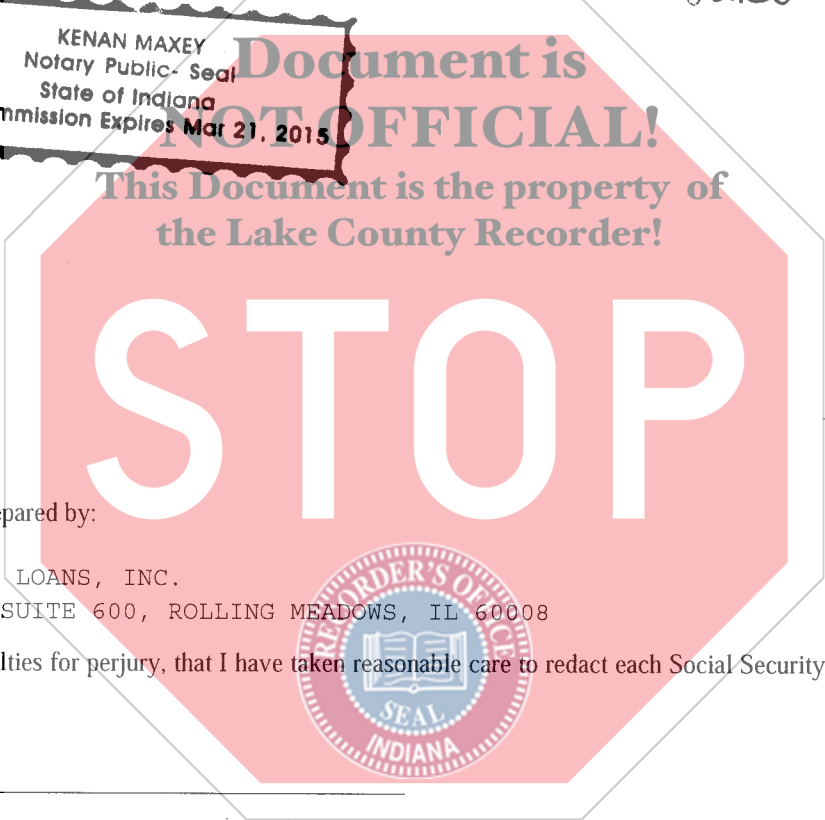 KENAN MAXEY
Notary Public- Seal
State of Indiana
mmission Expires Mar 21, 2015
Document is
NOT OFFICIAL!
This Document is the property of
the Lake County Recorder!
STOP
epared by:
LOANS, INC.
SUITE 600, ROLLING MEADOWS, IL 60008
lties for perjury, that I have taken reasonable care to redact each Social Security
RECORDER'S OFFICE
SEAL
INDIANA